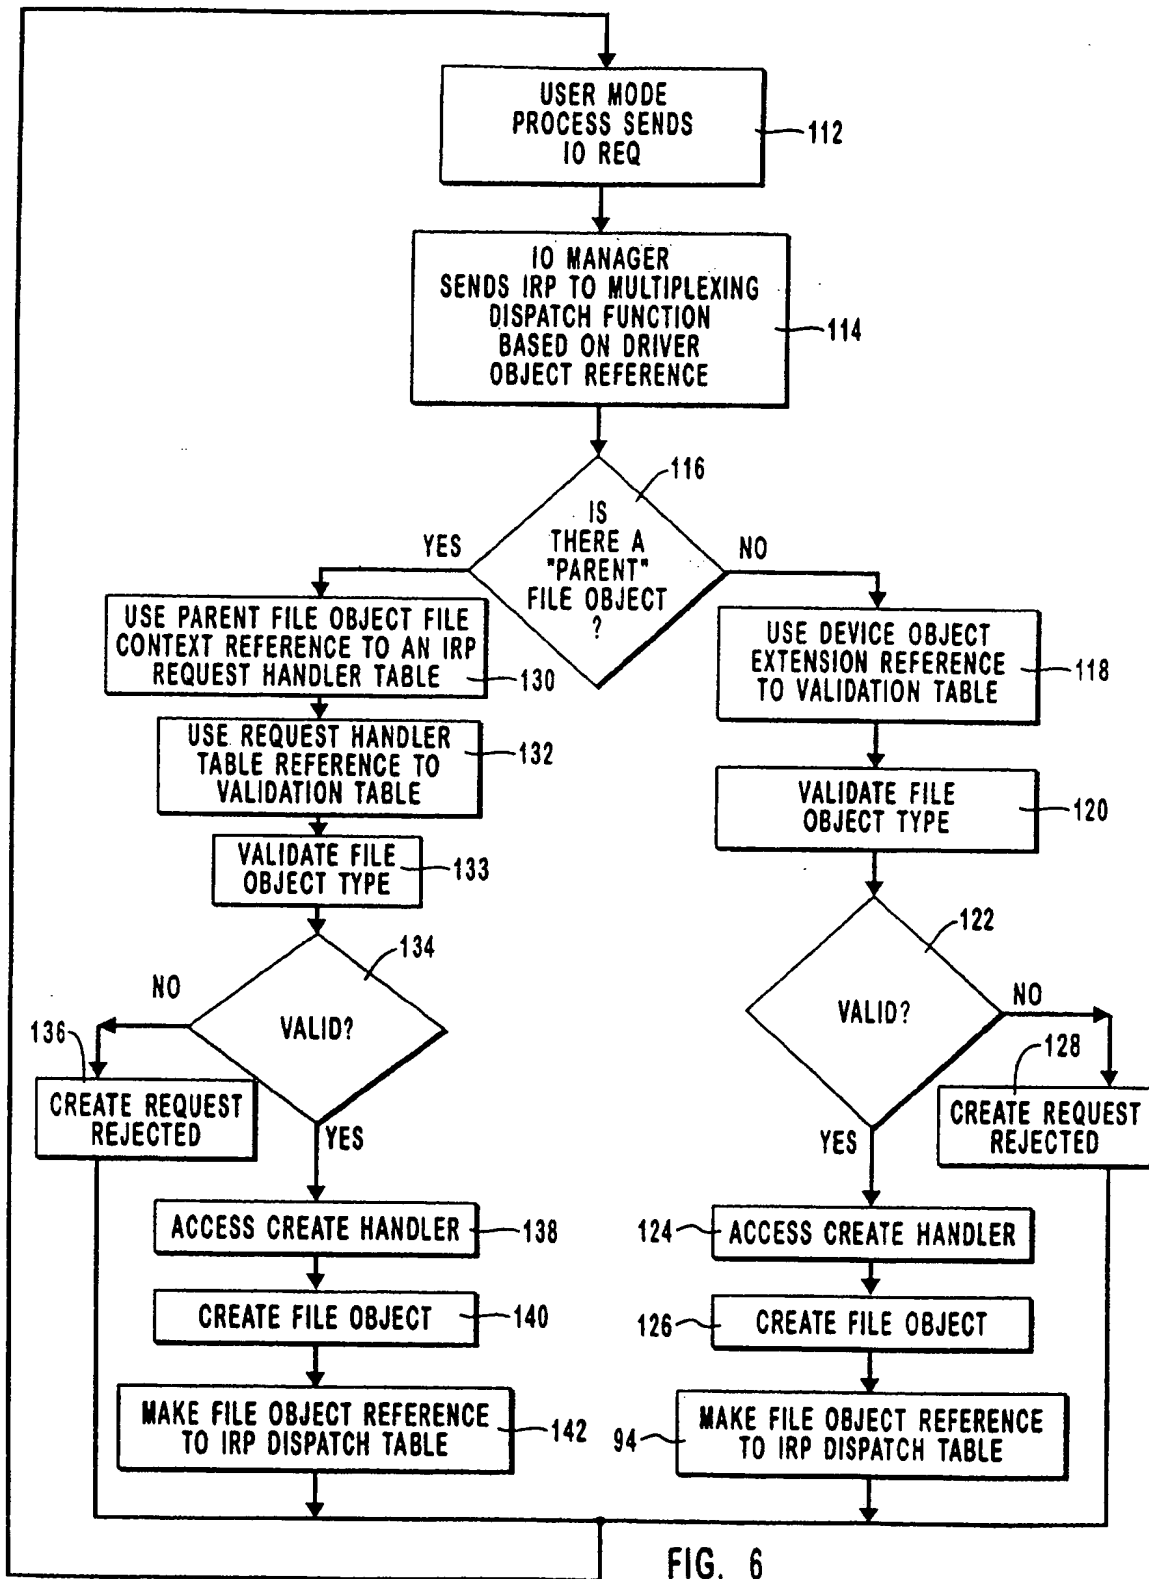 USER MODE
PROCESS SENDS
IO REQ
112
IO MANAGER
SENDS IRP TO MULTIPLEXING
DISPATCH FUNCTION
BASED ON DRIVER
OBJECT REFERENCE
114
116
IS
THERE A
"PARENT"
FILE OBJECT
?
YES
NO
USE PARENT FILE OBJECT FILE
CONTEXT REFERENCE TO AN IRP
REQUEST HANDLER TABLE
130
USE DEVICE OBJECT
EXTENSION REFERENCE
TO VALIDATION TABLE
118
USE REQUEST HANDLER
TABLE REFERENCE TO
VALIDATION TABLE
132
VALIDATE FILE
OBJECT TYPE
120
VALIDATE FILE
OBJECT TYPE
133
134
VALID?
NO
YES
122
VALID?
NO
YES
136
CREATE REQUEST
REJECTED
128
CREATE REQUEST
REJECTED
ACCESS CREATE HANDLER
138
124
ACCESS CREATE HANDLER
CREATE FILE OBJECT
140
126
CREATE FILE OBJECT
MAKE FILE OBJECT REFERENCE
TO IRP DISPATCH TABLE
142
94
MAKE FILE OBJECT REFERENCE
TO IRP DISPATCH TABLE
FIG. 6